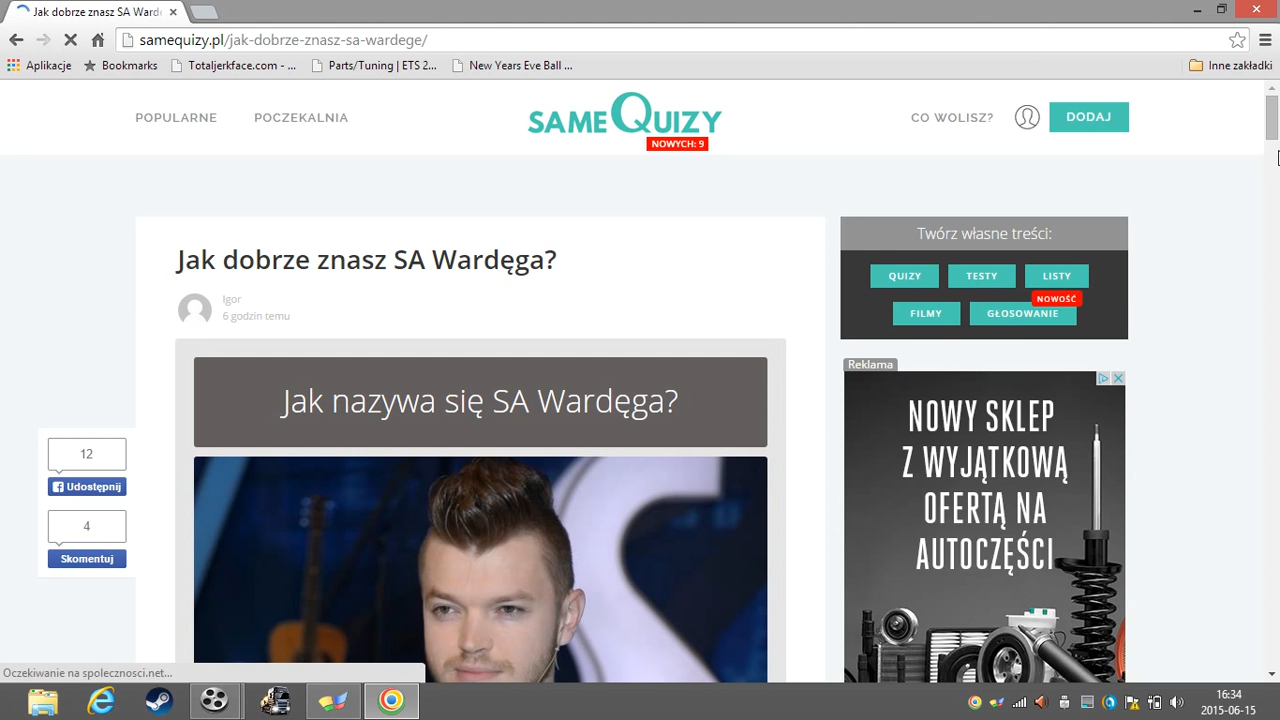 Jak dobrze znasz SA Ward
samequizy.pl/jak-dobrze-znasz-sa-wardege/
Aplikacje
Bookmarks
Totaljerkface.com - ...
Parts/Tuning | ETS 2...
New Years Eve Ball ...
Inne zakładki
POPULARNE
POCZEKALNIA
SAMEQUIZY
NOWYCH: 9
CO WOLISZ?
DODAJ
Jak dobrze znasz SA Wardęga?
Igor
6 godzin temu
Jak nazywa się SA Wardęga?
12
Udostępnij
4
Skomentuj
Twórz własne treści:
QUIZY
TESTY
LISTY
NOWOŚĆ
FILMY
GŁOSOWANIE
Reklama
NOWY SKLEP
Z WYJĄTKOWĄ
OFERTĄ NA
AUTOCZĘŚCI
Oczekiwanie na spolecznosci.net...
16:34
2015-06-15